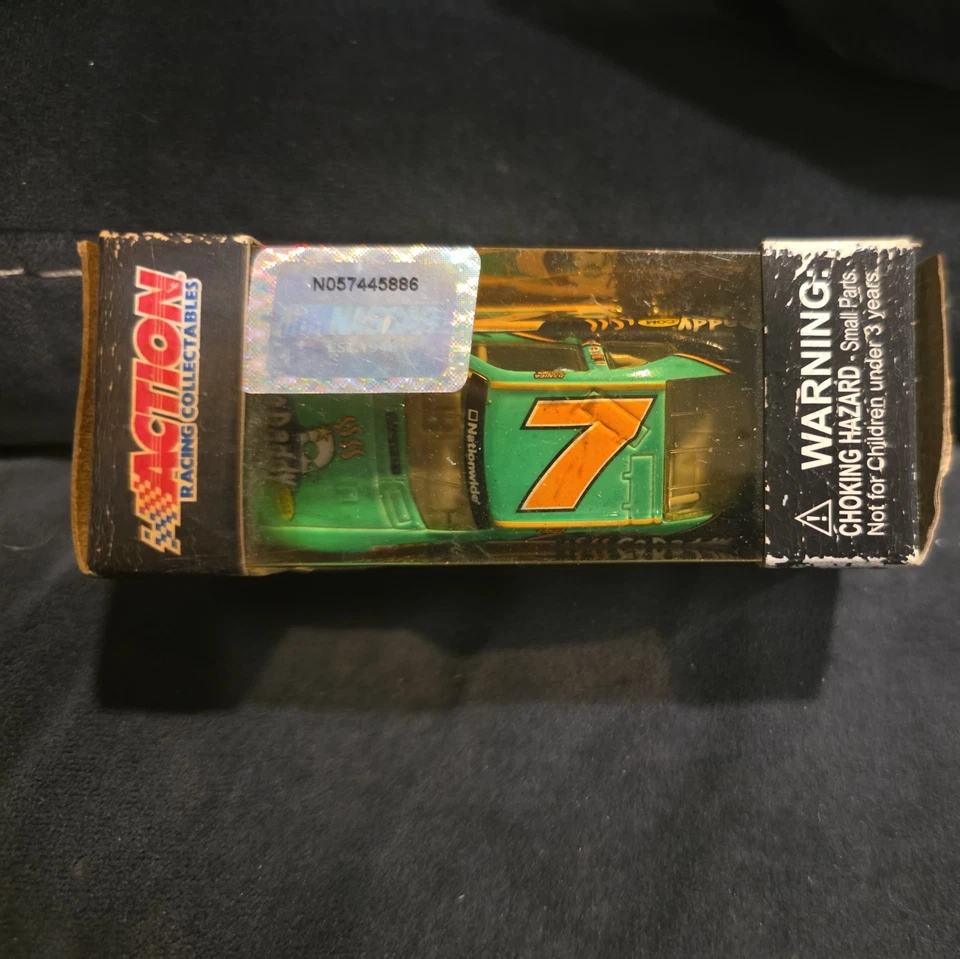 ACTION
RACING COLLECTABLES
N057445886
Nationwide
7
WARNING:
CHOKING HAZARD - Small Parts.
Not for Children under 3 years.